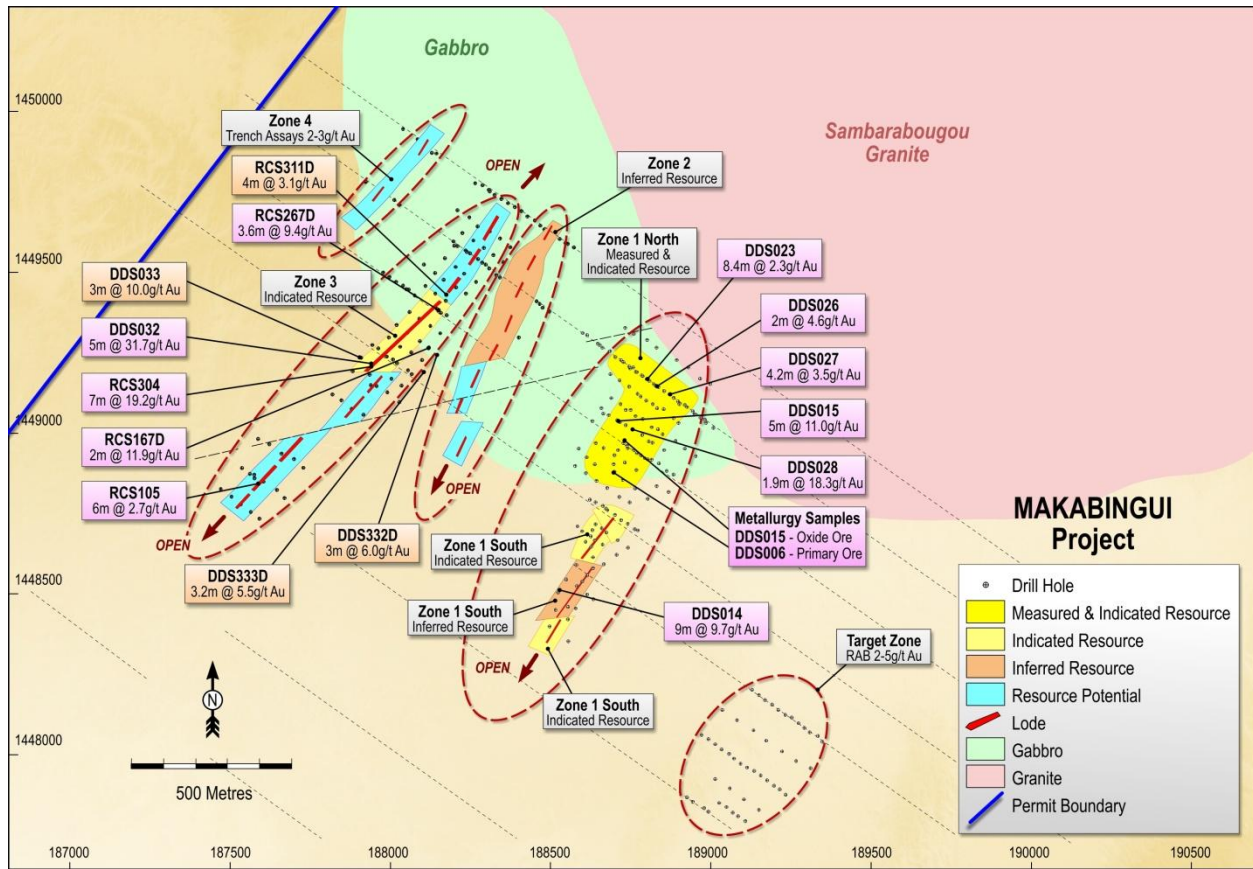 Gabbro
Sambarabougou
Granite
1450000
1449500
1449000
1448500
1448000
Zone 4
Trench Assays 2-3g/t Au
RCS311D
4m @ 3.1g/t Au
RCS267D
3.6m @ 9.4g/t Au
DDS033
3m @ 10.0g/t Au
Zone 3
Indicated Resource
DDS032
5m @ 31.7g/t Au
RCS304
7m @ 19.2g/t Au
RCS167D
2m @ 11.9g/t Au
RCS105
6m @ 2.7g/t Au
OPEN
OPEN
Zone 2
Inferred Resource
Zone 1 North
Measured &
Indicated Resource
DDS023
8.4m @ 2.3g/t Au
DDS026
2m @ 4.6g/t Au
DDS027
4.2m @ 3.5g/t Au
DDS015
5m @ 11.0g/t Au
DDS028
1.9m @ 18.3g/t Au
Metallurgy Samples
DDS015 - Oxide Ore
DDS006 - Primary Ore
OPEN
DDS332D
3m @ 6.0g/t Au
DDS333D
3.2m @ 5.5g/t Au
Zone 1 South
Indicated Resource
Zone 1 South
Inferred Resource
DDS014
9m @ 9.7g/t Au
OPEN
Zone 1 South
Indicated Resource
Target Zone
RAB 2-5g/t Au
N
500 Metres
MAKABINGUI
Project
Drill Hole
Measured & Indicated Resource
Indicated Resource
Inferred Resource
Resource Potential
Lode
Gabbro
Granite
Permit Boundary
187000
187500
188000
188500
189000
189500
190000
190500